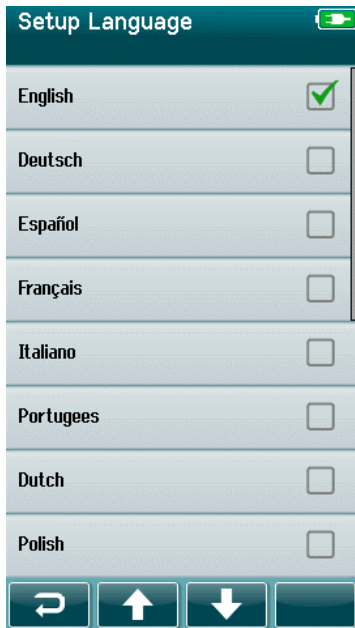 Setup Language
English
Deutsch
Español
Français
Italiano
Portugees
Dutch
Polish